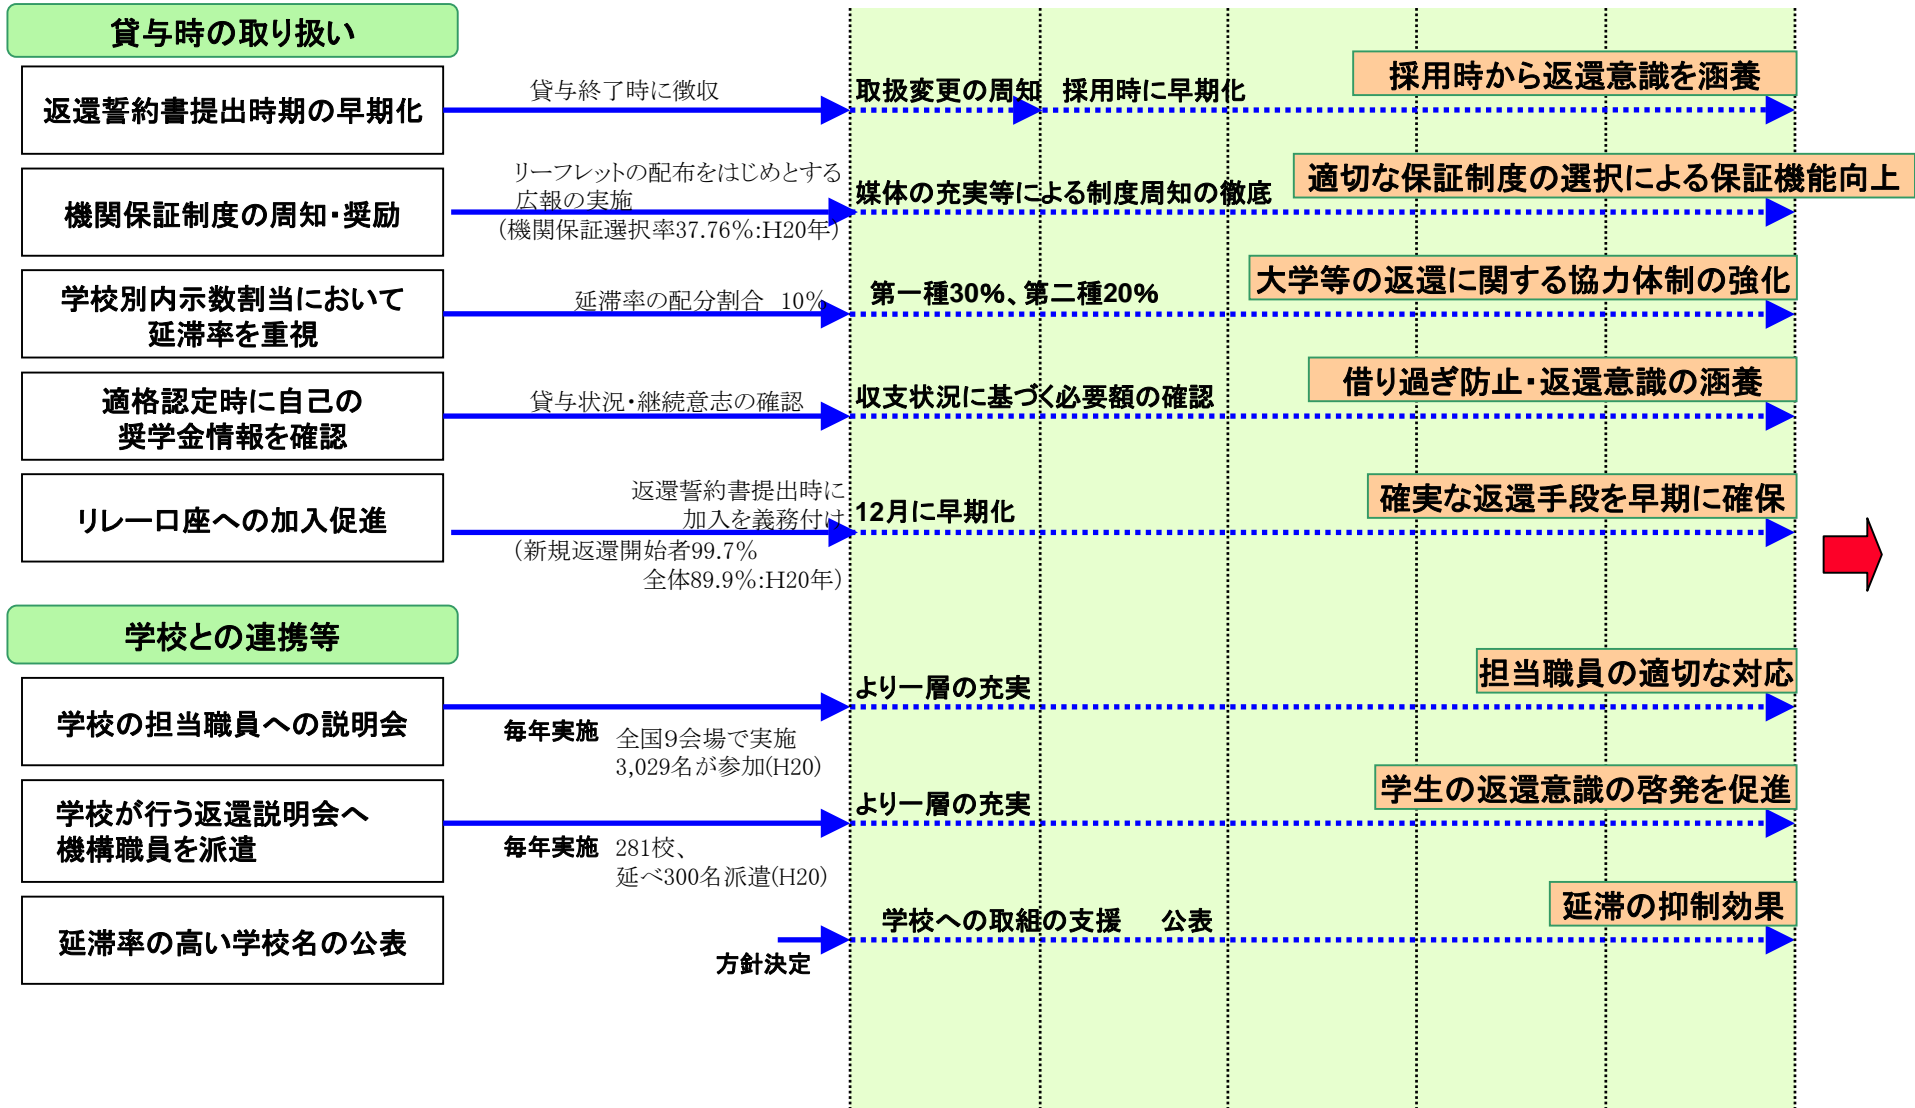 貸与時の取り扱い
返還誓約書提出時期の早期化
貸与終了時に徴収
取扱変更の周知
採用時に早期化
採用時から返還意識を涵養
機関保証制度の周知・奨励
リーフレットの配布をはじめとする
広報の実施
(機関保証選択率37.76%:H20年)
媒体の充実等による制度周知の徹底
適切な保証制度の選択による保証機能向上
学校別内示数割当において
延滞率を重視
延滞率の配分割合 10%
第一種30%、第二種20%
大学等の返還に関する協力体制の強化
適格認定時に自己の
奨学金情報を確認
貸与状況・継続意志の確認
収支状況に基づく必要額の確認
借り過ぎ防止・返還意識の涵養
リレー口座への加入促進
返還誓約書提出時に
加入を義務付け
(新規返還開始者99.7%
全体89.9%:H20年)
12月に早期化
確実な返還手段を早期に確保
学校との連携等
学校の担当職員への説明会
毎年実施
全国9会場で実施
3,029名が参加(H20)
より一層の充実
担当職員の適切な対応
学校が行う返還説明会へ
機構職員を派遣
毎年実施
281校、
延べ300名派遣(H20)
より一層の充実
学生の返還意識の啓発を促進
延滞率の高い学校名の公表
方針決定
学校への取組の支援
公表
延滞の抑制効果